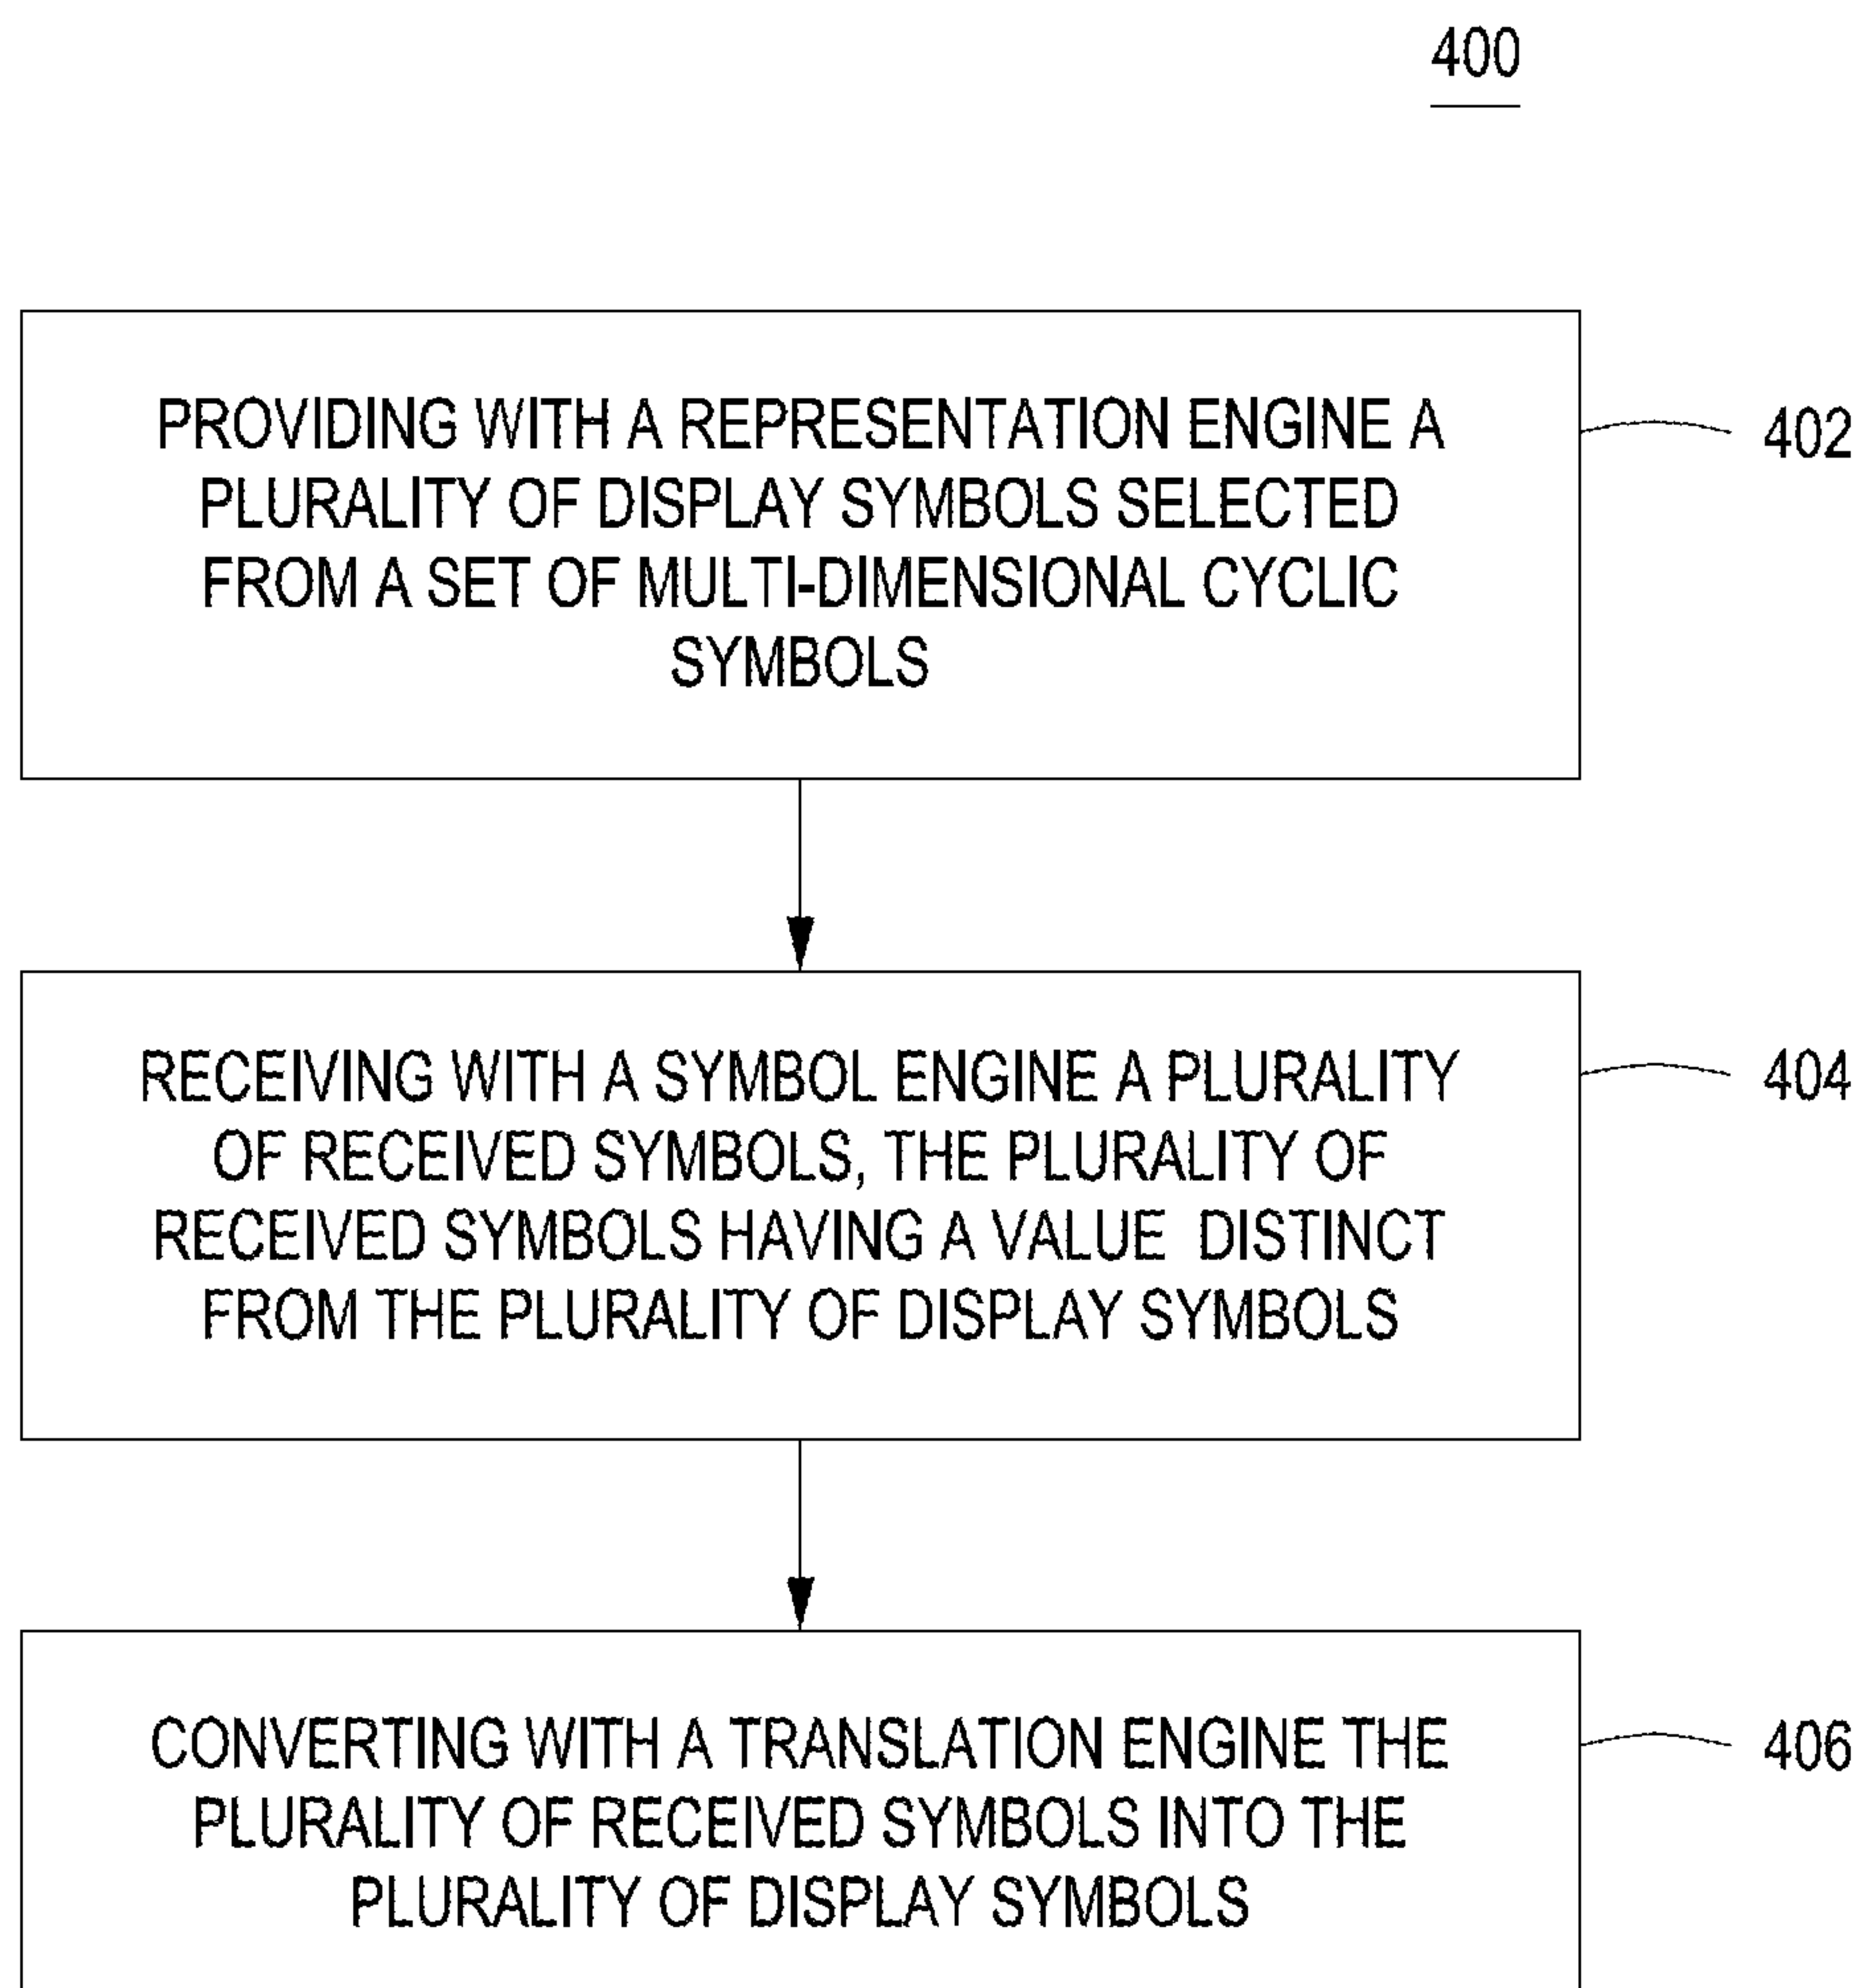 400
PROVIDING WITH A REPRESENTATION ENGINE A
PLURALITY OF DISPLAY SYMBOLS SELECTED
FROM A SET OF MULTI-DIMENSIONAL CYCLIC
SYMBOLS
402
RECEIVING WITH A SYMBOL ENGINE A PLURALITY
OF RECEIVED SYMBOLS, THE PLURALITY OF
RECEIVED SYMBOLS HAVING A VALUE DISTINCT
FROM THE PLURALITY OF DISPLAY SYMBOLS
404
CONVERTING WITH A TRANSLATION ENGINE THE
PLURALITY OF RECEIVED SYMBOLS INTO THE
PLURALITY OF DISPLAY SYMBOLS
406